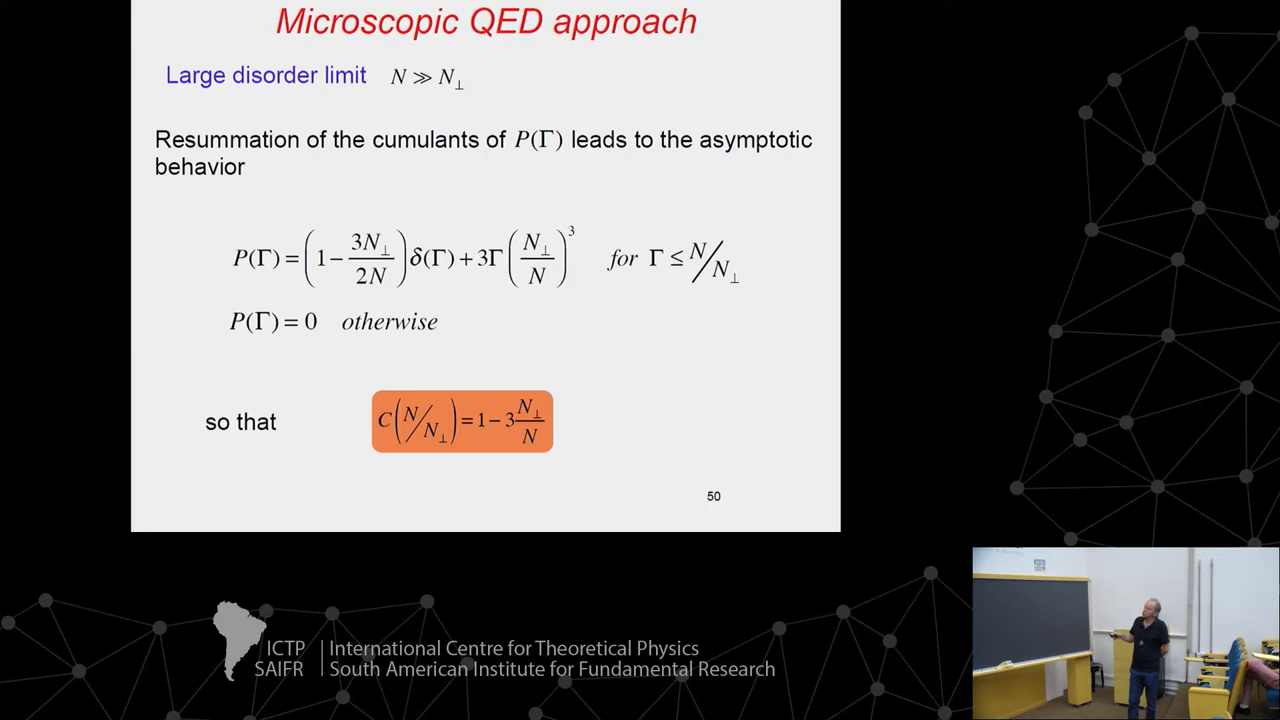 Microscopic QED approach
Large disorder limit N ≫ N⊥
Resummation of the cumulants of P(Γ) leads to the asymptotic
behavior
P(Γ) = (1 − 3N⊥/2N) δ(Γ) + 3Γ (N⊥/N)³ for Γ ≤ N/N⊥
P(Γ) = 0 otherwise
so that C(N/N⊥) = 1 − 3 N⊥/N
50
ICTP International Centre for Theoretical Physics
SAIFR South American Institute for Fundamental Research